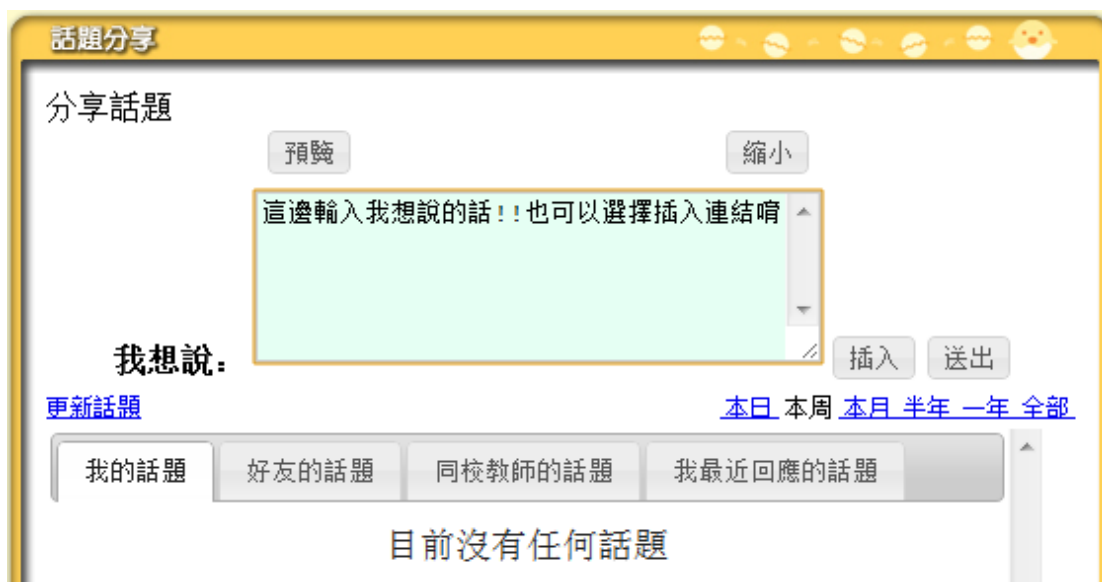 話題分享
分享話題
預覽 縮小
這邊輸入我想說的話!!也可以選擇插入連結唷
我想說: 插入 送出
更新話題 本日 本周 本月 半年 一年 全部
我的話題 好友的話題 同校教師的話題 我最近回應的話題
目前沒有任何話題